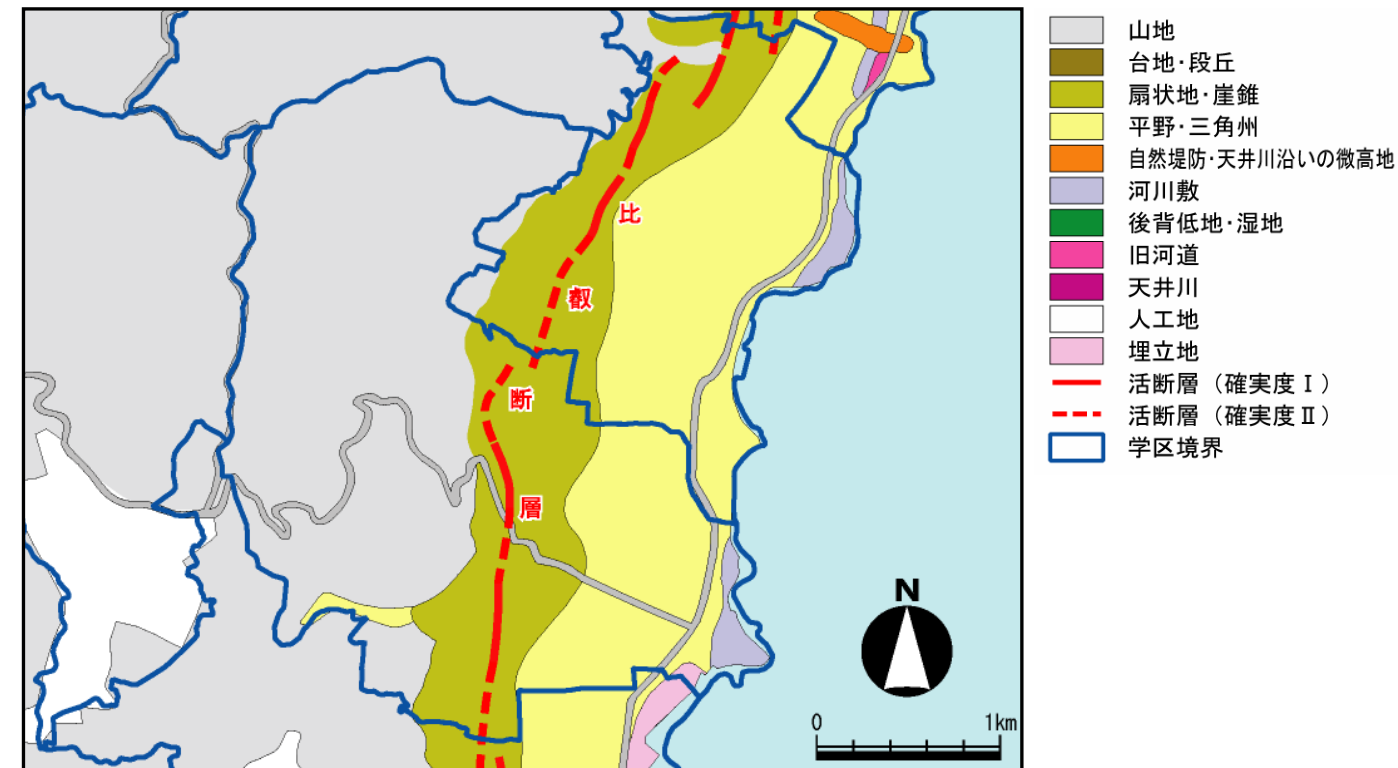 比
叡
断
層
N
0 1km
山地
台地・段丘
扇状地・崖錐
平野・三角州
自然堤防・天井川沿いの微高地
河川敷
後背低地・湿地
旧河道
天井川
人工地
埋立地
活断層（確実度Ⅰ）
活断層（確実度Ⅱ）
学区境界